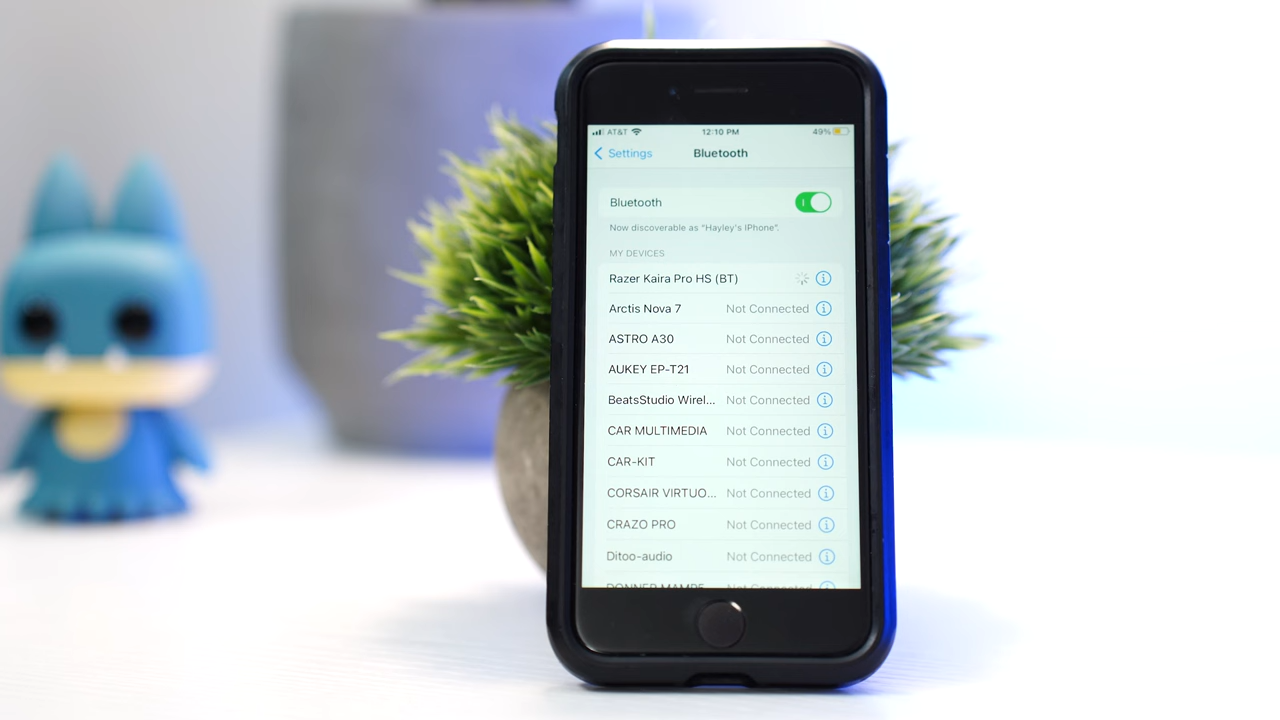 AT&T 12:10 PM 49%
Settings Bluetooth
Bluetooth
Now discoverable as "Hayley's iPhone".
MY DEVICES
Razer Kaira Pro HS (BT)
Arctis Nova 7 Not Connected
ASTRO A30 Not Connected
AUKEY EP-T21 Not Connected
BeatsStudio Wirel... Not Connected
CAR MULTIMEDIA Not Connected
CAR-KIT Not Connected
CORSAIR VIRTUO... Not Connected
CRAZO PRO Not Connected
Ditoo-audio Not Connected
Not Connected